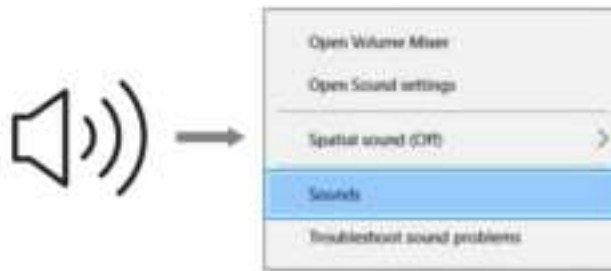 Open Volume Mixer
Open Sound settings
Spatial sound (Off)
Sounds
Troubleshoot sound problems